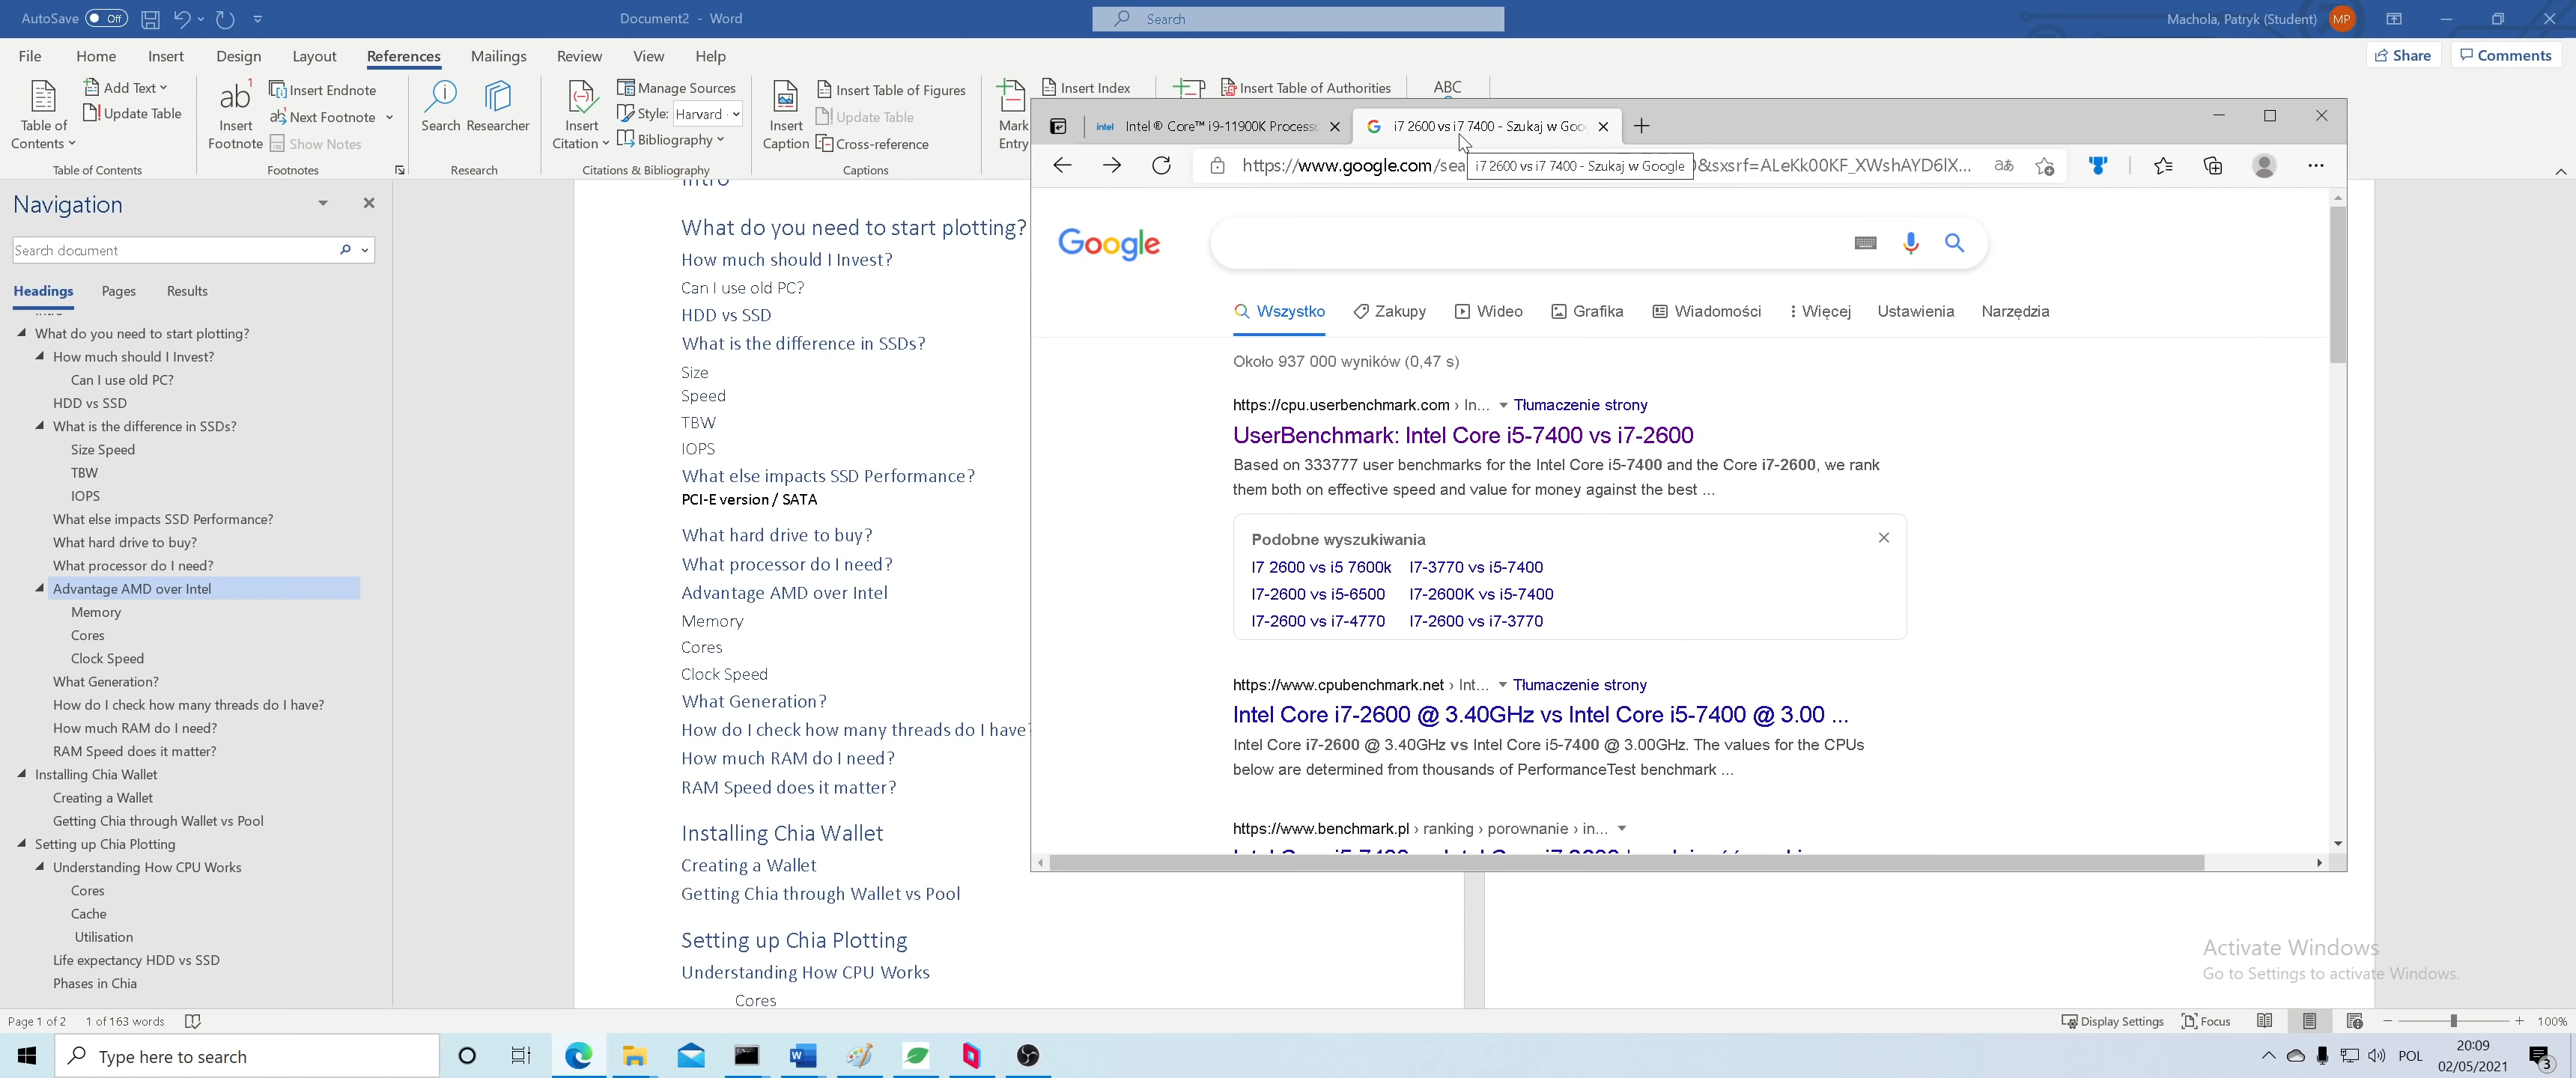 AutoSave Off
Document2 - Word
Search
Machola, Patryk (Student) MP
File Home Insert Design Layout References Mailings Review View Help
Share Comments
Table of Contents
Add Text
Update Table
Table of Contents
ab 1
Insert Footnote
Insert Endnote
Next Footnote
Show Notes
Footnotes
Search Researcher
Research
Insert Citation
Manage Sources
Style: Harvard
Bibliography
Citations & Bibliography
Insert Caption
Insert Table of Figures
Update Table
Cross-reference
Captions
Mark Entry
Insert Index
Insert Table of Authorities
ABC
Navigation
Search document
Headings Pages Results
Intro
What do you need to start plotting?
How much should I Invest?
Can I use old PC?
HDD vs SSD
What is the difference in SSDs?
Size Speed
TBW
IOPS
What else impacts SSD Performance?
What hard drive to buy?
What processor do I need?
Advantage AMD over Intel
Memory
Cores
Clock Speed
What Generation?
How do I check how many threads do I have?
How much RAM do I need?
RAM Speed does it matter?
Installing Chia Wallet
Creating a Wallet
Getting Chia through Wallet vs Pool
Setting up Chia Plotting
Understanding How CPU Works
Cores
Cache
Utilisation
Life expectancy HDD vs SSD
Phases in Chia
Intro
What do you need to start plotting?
How much should I Invest?
Can I use old PC?
HDD vs SSD
What is the difference in SSDs?
Size
Speed
TBW
IOPS
What else impacts SSD Performance?
PCI-E version / SATA
What hard drive to buy?
What processor do I need?
Advantage AMD over Intel
Memory
Cores
Clock Speed
What Generation?
How do I check how many threads do I have?
How much RAM do I need?
RAM Speed does it matter?
Installing Chia Wallet
Creating a Wallet
Getting Chia through Wallet vs Pool
Setting up Chia Plotting
Understanding How CPU Works
Cores
intel Intel ® Core™ i9-11900K Process
i7 2600 vs i7 7400 - Szukaj w Goo
https://www.google.com/sea
i7 2600 vs i7 7400 - Szukaj w Google
&sxsrf=ALeKk00KF_XWshAYD6lX...
Google
Wszystko Zakupy Wideo Grafika Wiadomości Więcej Ustawienia Narzędzia
Około 937 000 wyników (0,47 s)
https://cpu.userbenchmark.com › In... Tłumaczenie strony
UserBenchmark: Intel Core i5-7400 vs i7-2600
Based on 333777 user benchmarks for the Intel Core i5-7400 and the Core i7-2600, we rank
them both on effective speed and value for money against the best ...
Podobne wyszukiwania
I7 2600 vs i5 7600k I7-3770 vs i5-7400
I7-2600 vs i5-6500 I7-2600K vs i5-7400
I7-2600 vs i7-4770 I7-2600 vs i7-3770
https://www.cpubenchmark.net › Int... Tłumaczenie strony
Intel Core i7-2600 @ 3.40GHz vs Intel Core i5-7400 @ 3.00 ...
Intel Core i7-2600 @ 3.40GHz vs Intel Core i5-7400 @ 3.00GHz. The values for the CPUs
below are determined from thousands of PerformanceTest benchmark ...
https://www.benchmark.pl › ranking › porownanie › in...
Activate Windows
Go to Settings to activate Windows.
Page 1 of 2 1 of 163 words
Display Settings Focus 100%
Type here to search
POL
20:09
02/05/2021
3